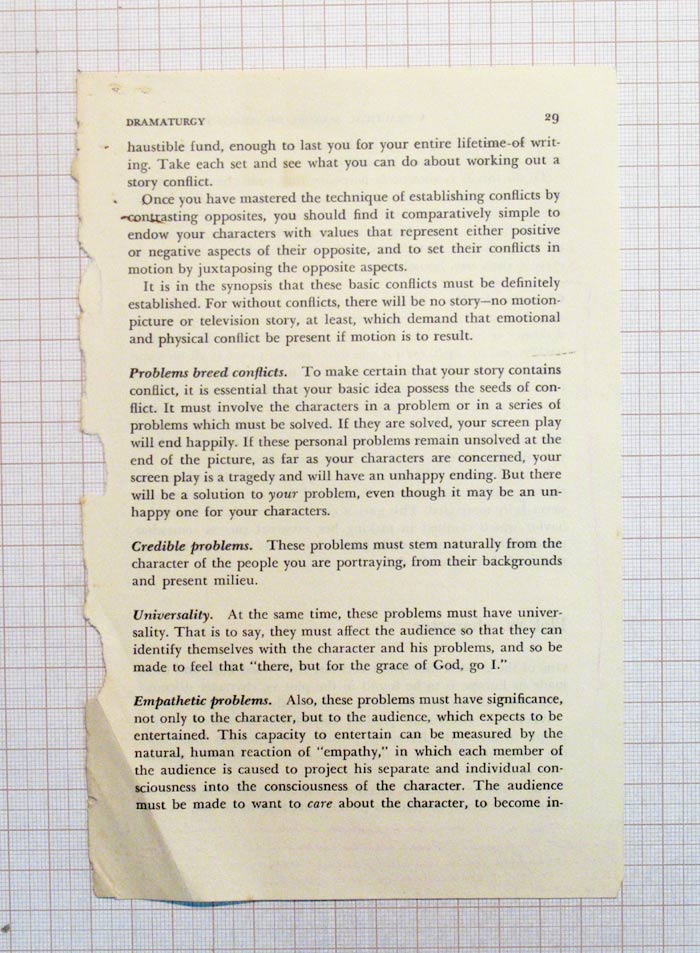 DRAMATURGY 29
haustible fund, enough to last you for your entire lifetime-of writ-
ing. Take each set and see what you can do about working out a
story conflict.
Once you have mastered the technique of establishing conflicts by
contrasting opposites, you should find it comparatively simple to
endow your characters with values that represent either positive
or negative aspects of their opposite, and to set their conflicts in
motion by juxtaposing the opposite aspects.
It is in the synopsis that these basic conflicts must be definitely
established. For without conflicts, there will be no story—no motion-
picture or television story, at least, which demand that emotional
and physical conflict be present if motion is to result.
Problems breed conflicts. To make certain that your story contains
conflict, it is essential that your basic idea possess the seeds of con-
flict. It must involve the characters in a problem or in a series of
problems which must be solved. If they are solved, your screen play
will end happily. If these personal problems remain unsolved at the
end of the picture, as far as your characters are concerned, your
screen play is a tragedy and will have an unhappy ending. But there
will be a solution to your problem, even though it may be an un-
happy one for your characters.
Credible problems. These problems must stem naturally from the
character of the people you are portraying, from their backgrounds
and present milieu.
Universality. At the same time, these problems must have univer-
sality. That is to say, they must affect the audience so that they can
identify themselves with the character and his problems, and so be
made to feel that "there, but for the grace of God, go I."
Empathetic problems. Also, these problems must have significance,
not only to the character, but to the audience, which expects to be
entertained. This capacity to entertain can be measured by the
natural, human reaction of "empathy," in which each member of
the audience is caused to project his separate and individual con-
sciousness into the consciousness of the character. The audience
must be made to want to care about the character, to become in-